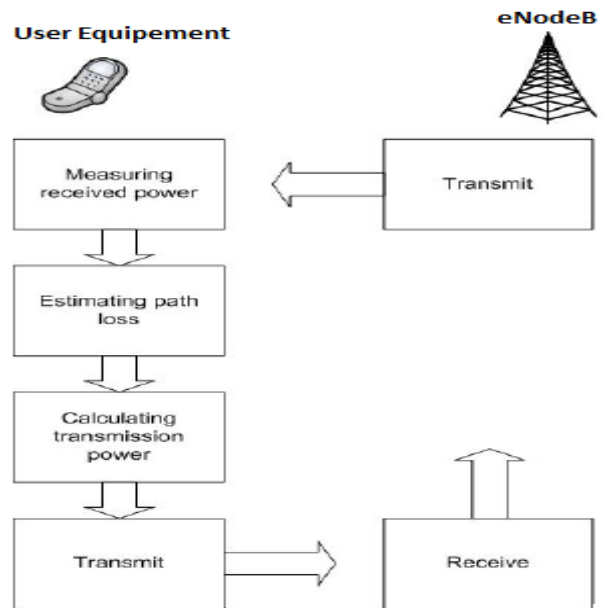 User Equipement
eNodeB
Measuring
received power
Transmit
Estimating path
loss
Calculating
transmission
power
Transmit
Receive